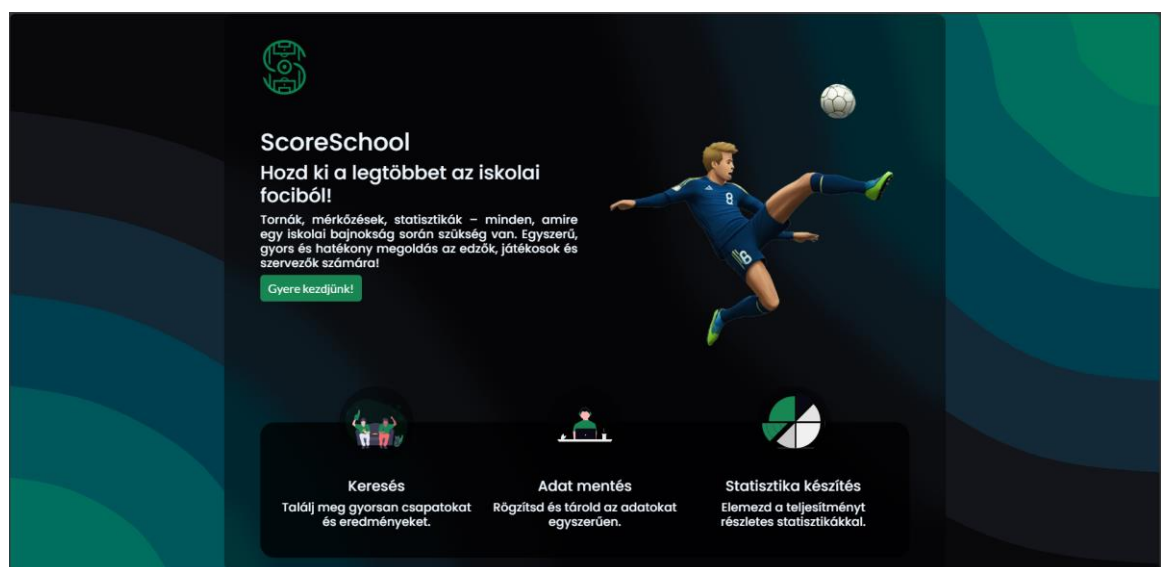 ScoreSchool
Hozd ki a legtöbbet az iskolai
fociból!
Tornák, mérkőzések, statisztikák – minden, amire
egy iskolai bajnokság során szükség van. Egyszerű,
gyors és hatékony megoldás az edzők, játékosok és
szervezők számára!
Gyere kezdjünk!
8
8
Keresés
Találj meg gyorsan csapatokat
és eredményeket.
Adat mentés
Rögzítsd és tárold az adatokat
egyszerűen.
Statisztika készítés
Elemezd a teljesítményt
részletes statisztikákkal.